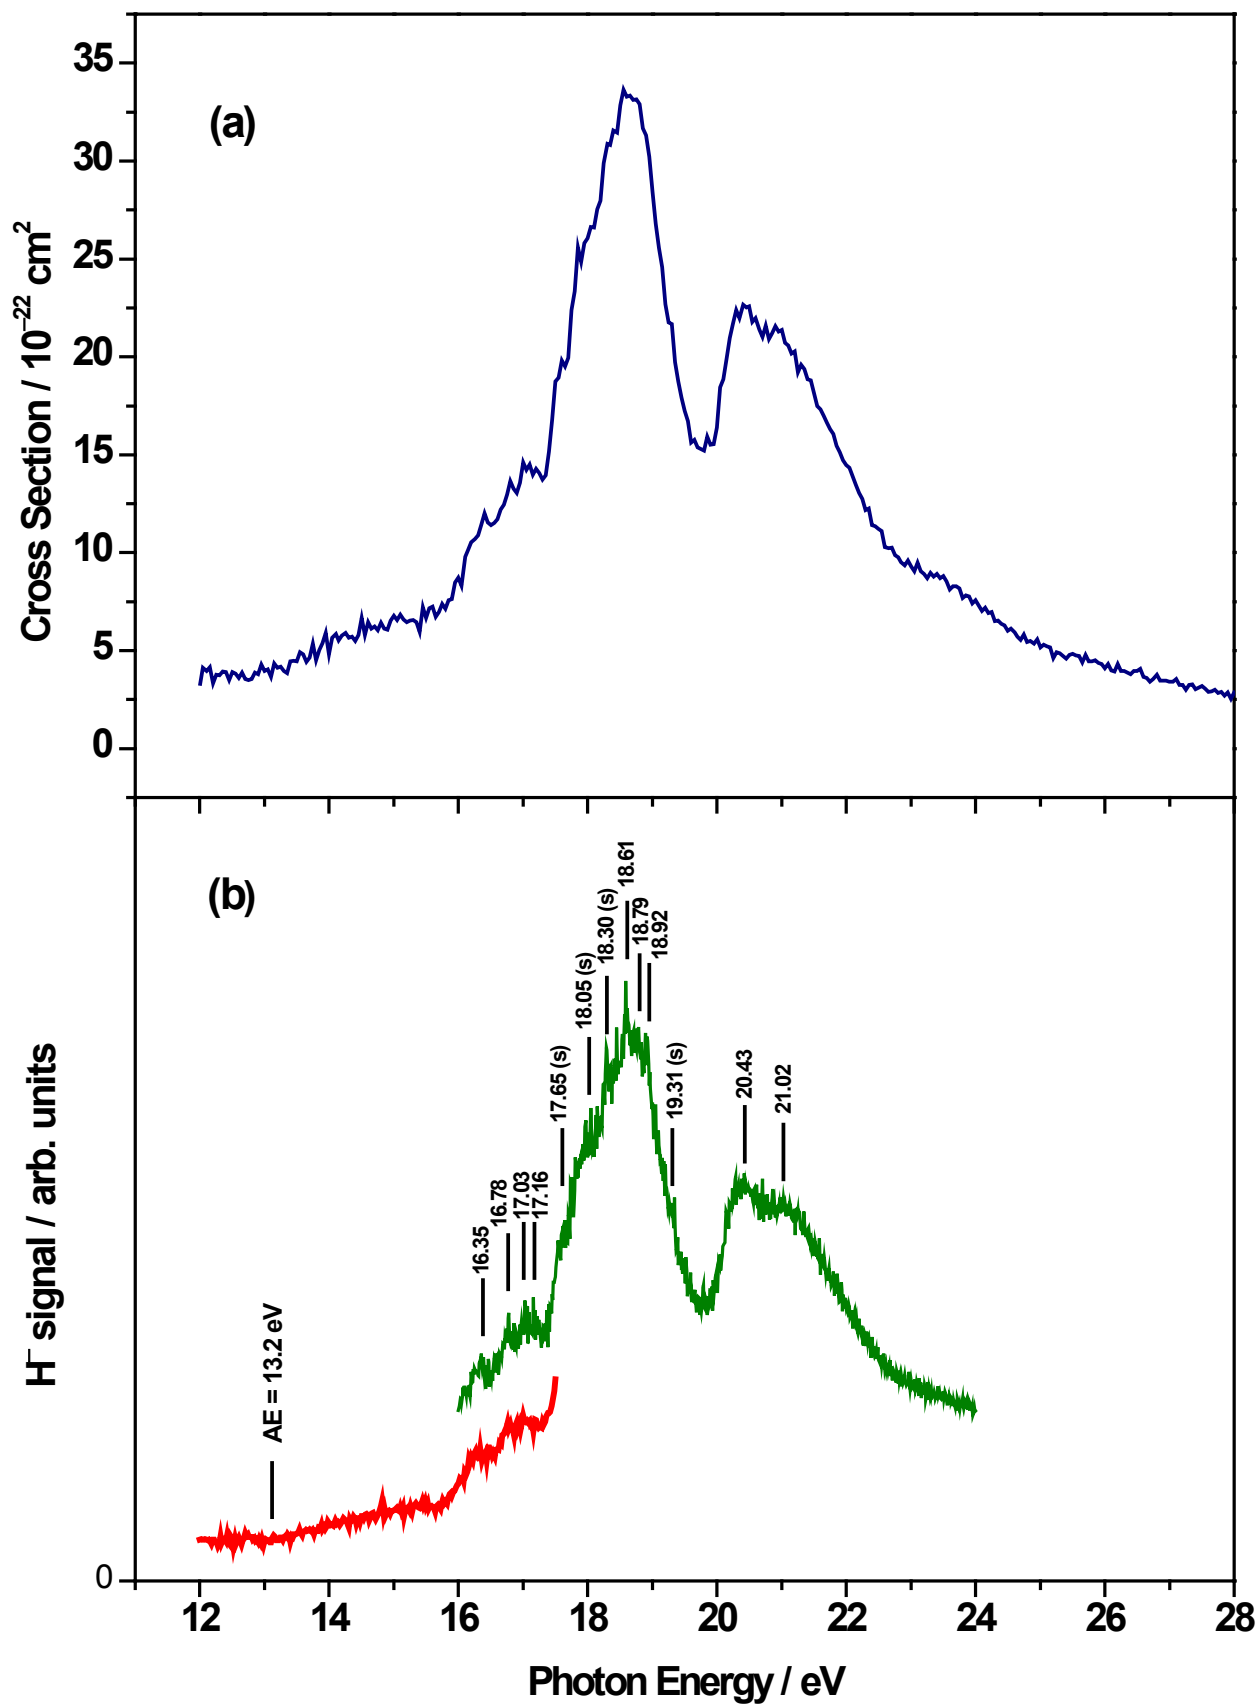 (a)
35
30
25
20
15
10
5
0
Cross Section / 10⁻²² cm²
(b)
AE = 13.2 eV
16.35
16.78
17.03
17.16
17.65 (s)
18.05 (s)
18.30 (s)
18.61
18.79
18.92
19.31 (s)
20.43
21.02
H⁻ signal / arb. units
0
12 14 16 18 20 22 24 26 28
Photon Energy / eV